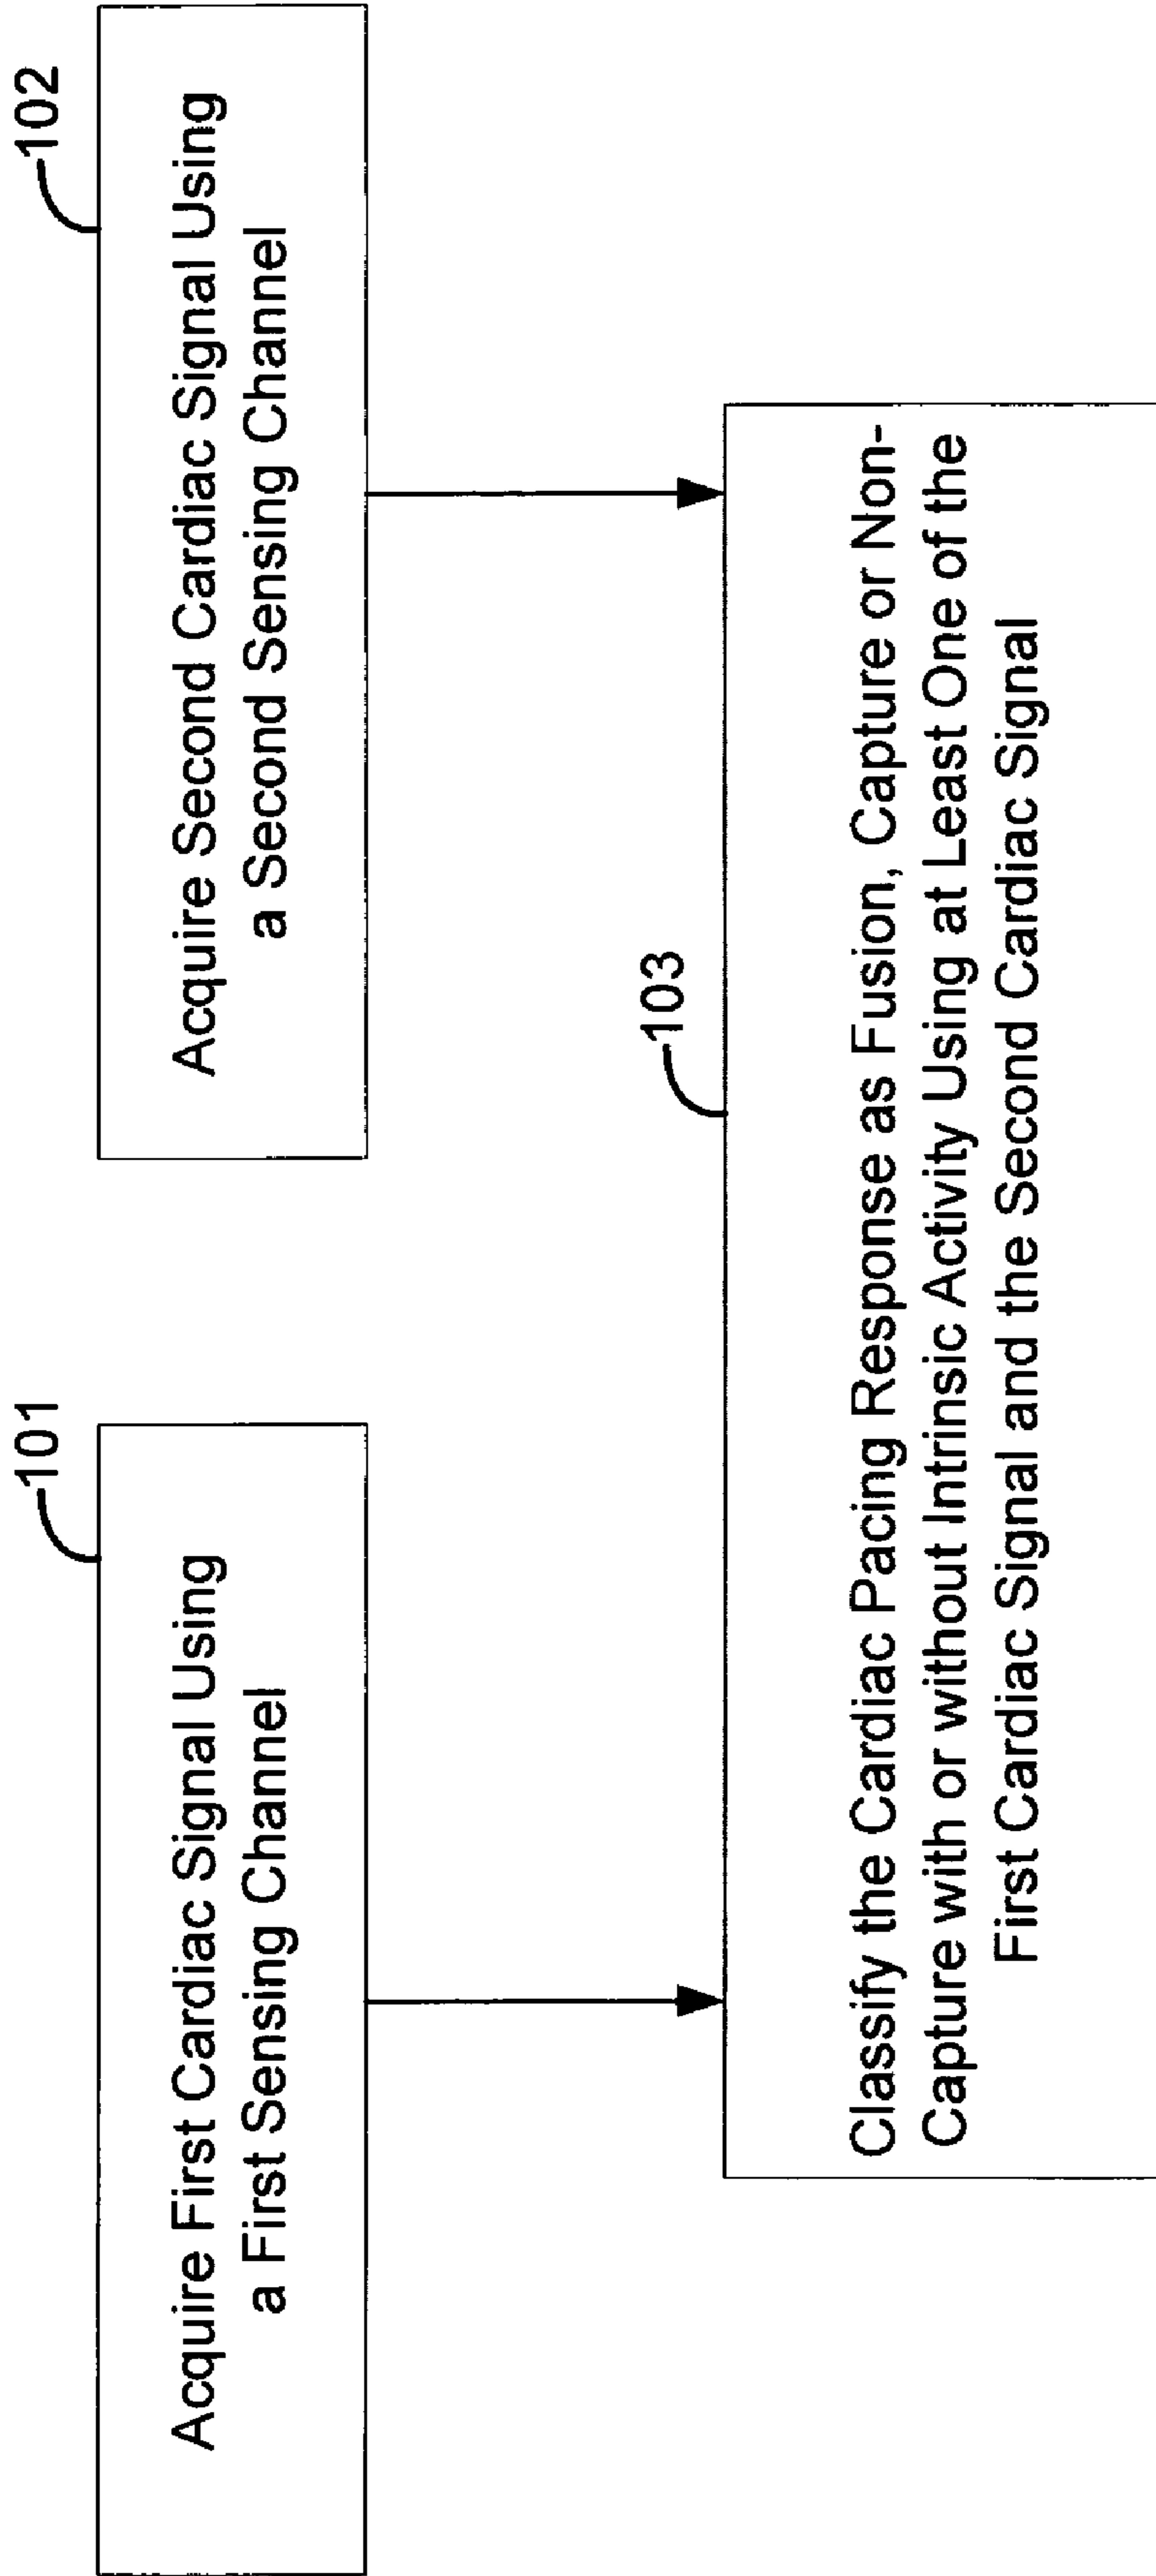 101
Acquire First Cardiac Signal Using
a First Sensing Channel
102
Acquire Second Cardiac Signal Using
a Second Sensing Channel
103
Classify the Cardiac Pacing Response as Fusion, Capture or Non-
Capture with or without Intrinsic Activity Using at Least One of the
First Cardiac Signal and the Second Cardiac Signal